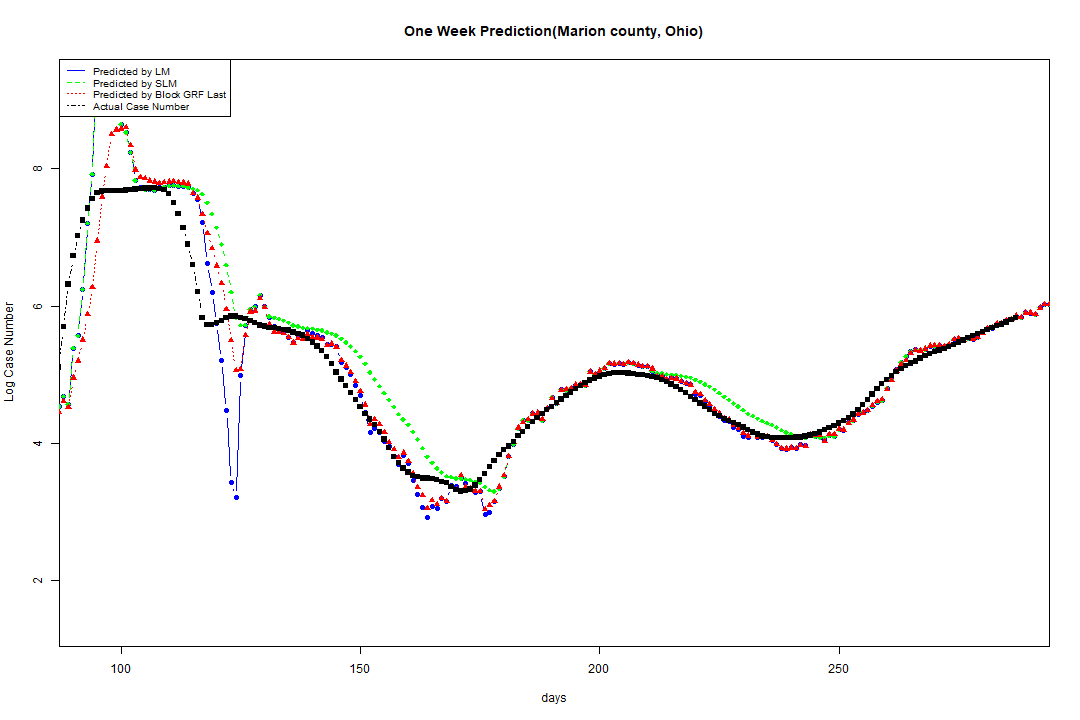 One Week Prediction(Marion county, Ohio)
Predicted by LM
Predicted by SLM
Predicted by Block GRF Last
Actual Case Number
8
6
4
2
Log Case Number
100 150 200 250
days